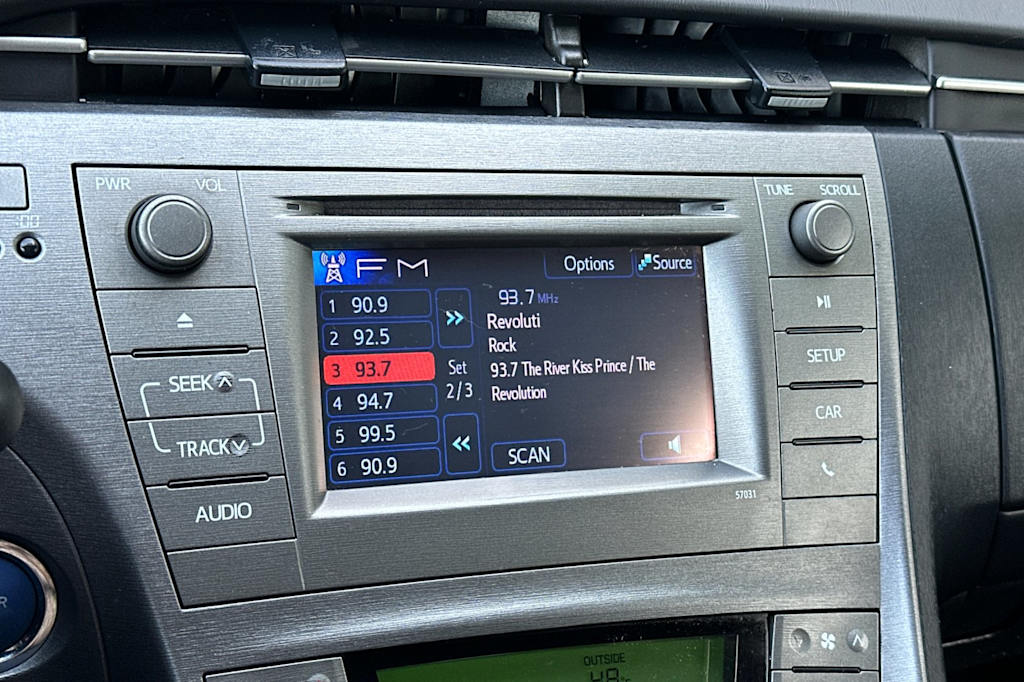 PWR VOL
TUNE SCROLL
:00
FM
Options
Source
1 90.9
2 92.5
3 93.7
4 94.7
5 99.5
6 90.9
Set
2/3
93.7 MHz
Revoluti
Rock
93.7 The River Kiss Prince / The
Revolution
SCAN
SEEK
TRACK
AUDIO
SETUP
CAR
57031
R
OUTSIDE
48